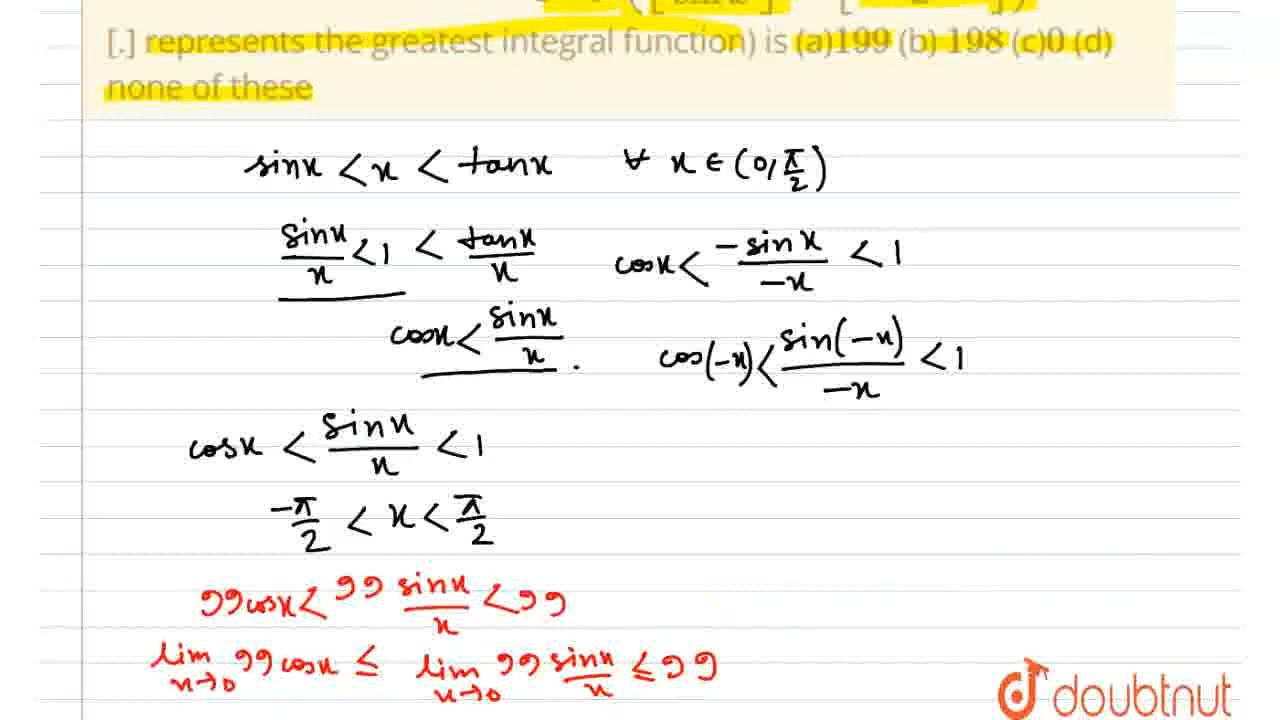 [.] represents the greatest integral function) is (a)199 (b) 198 (c)0 (d)
none of these
sinx < x < tanx ∀ x ∈ (0, π/2)
sinx/x < 1 < tanx/x
cosx < -sinx/-x < 1
cosx < sinx/x .
cos(-x) < sin(-x)/-x < 1
cosx < sinx/x < 1
-π/2 < x < π/2
99cosx < 99 sinx/x < 99
lim x→0 99cosx ≤ lim x→0 99 sinx/x ≤ 99
doubtnut